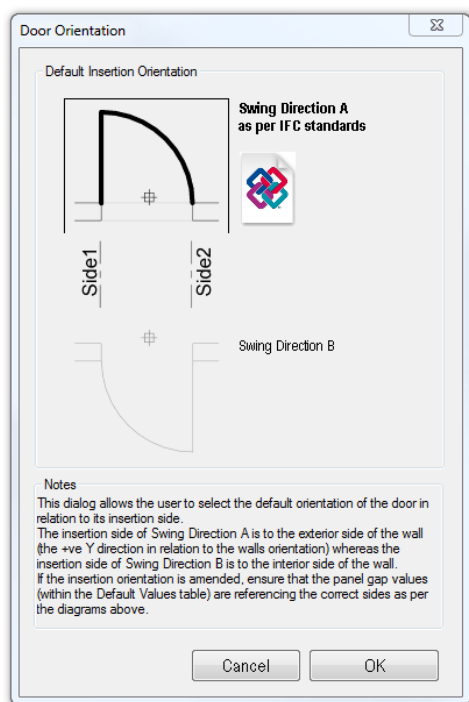 Door Orientation
Default Insertion Orientation
Swing Direction A
as per IFC standards
Side1
Side2
Swing Direction B
Notes
This dialog allows the user to select the default orientation of the door in
relation to its insertion side.
The insertion side of Swing Direction A is to the exterior side of the wall
(the +ve Y direction in relation to the walls orientation) whereas the
insertion side of Swing Direction B is to the interior side of the wall.
If the insertion orientation is amended, ensure that the panel gap values
(within the Default Values table) are referencing the correct sides as per
the diagrams above.
Cancel
OK